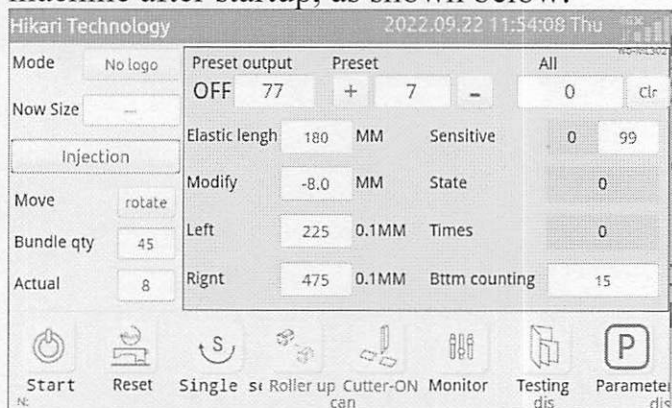 machine after startup, as shown below:
Hikari Technology 2022.09.22 11:54:08 Thu
Mode No logo Preset output Preset All
OFF 77 + 7 - 0 Clr
Now Size ---
Elastic lengh 180 MM Sensitive 0 99
Injection
Modify -8.0 MM State 0
Move rotate
Left 225 0.1MM Times 0
Bundle qty 45
Rignt 475 0.1MM Bttm counting 15
Actual 8
S P
Start Reset Single Roller up Cutter-ON Monitor Testing Parameter
N: can dis dis